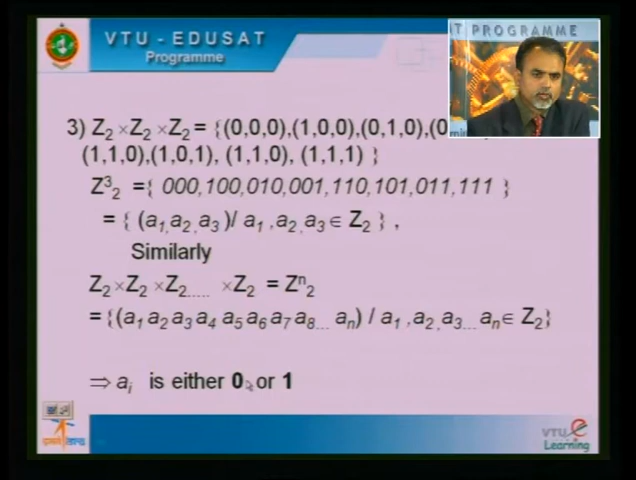 VTU - EDUSAT
Programme
T PROGRAMME
3) Z₂ ×Z₂ ×Z₂ = {(0,0,0),(1,0,0),(0,1,0),(0
(1,1,0),(1,0,1), (1,1,0), (1,1,1) }
Z³₂ ={ 000,100,010,001,110,101,011,111 }
= { (a₁,a₂,a₃)/ a₁ ,a₂,a₃∈ Z₂ } ,
Similarly
Z₂×Z₂ ×Z₂..... ×Z₂ = Zⁿ₂
={(a₁ a₂ a₃ a₄ a₅ a₆ a₇ a₈... aₙ) / a₁ ,a₂,a₃... aₙ∈ Z₂}
⇒ aᵢ is either 0 or 1
VTU e
Learning